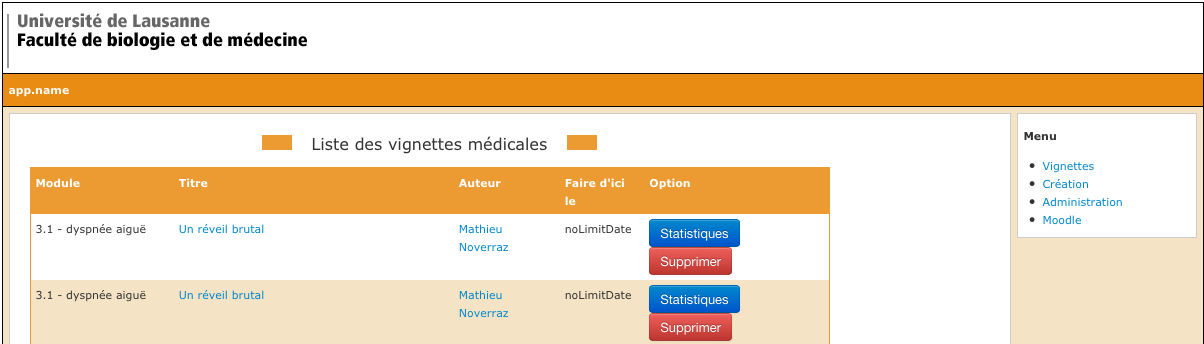 Université de Lausanne
Faculté de biologie et de médecine
app.name
Liste des vignettes médicales
Module Titre Auteur Faire d'ici le Option
3.1 - dyspnée aiguë Un réveil brutal Mathieu Noverraz noLimitDate Statistiques
Supprimer
3.1 - dyspnée aiguë Un réveil brutal Mathieu Noverraz noLimitDate Statistiques
Supprimer
Menu
Vignettes
Création
Administration
Moodle